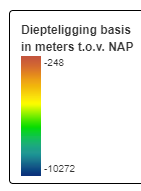 Diepteligging basis
in meters t.o.v. NAP
-248
-10272